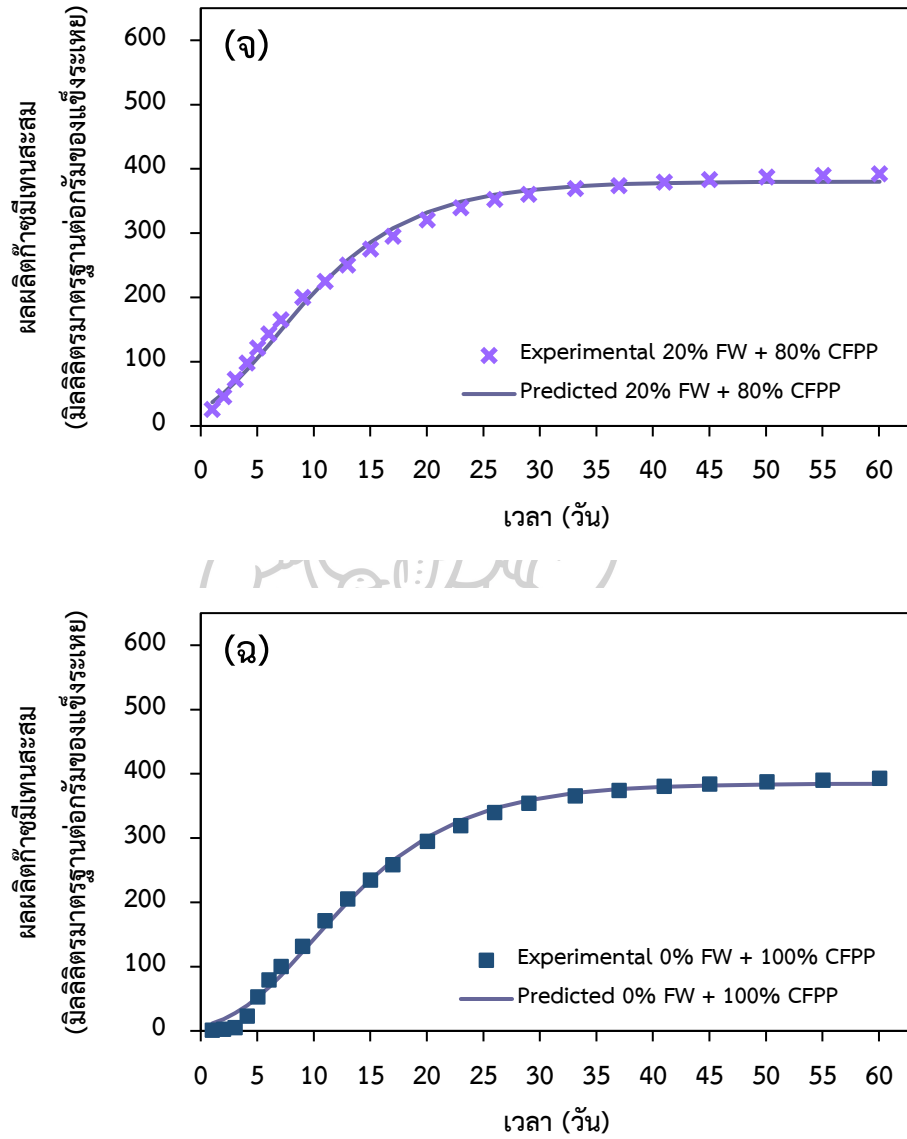 (จ)
ผลผลิตก๊าซมีเทนสะสม
(มิลลิลิตรมาตรฐานต่อกรัมของแข็งระเหย)
600
500
400
300
200
100
0
Experimental 20% FW + 80% CFPP
Predicted 20% FW + 80% CFPP
0 5 10 15 20 25 30 35 40 45 50 55 60
เวลา (วัน)
(ฉ)
ผลผลิตก๊าซมีเทนสะสม
(มิลลิลิตรมาตรฐานต่อกรัมของแข็งระเหย)
600
500
400
300
200
100
0
Experimental 0% FW + 100% CFPP
Predicted 0% FW + 100% CFPP
0 5 10 15 20 25 30 35 40 45 50 55 60
เวลา (วัน)